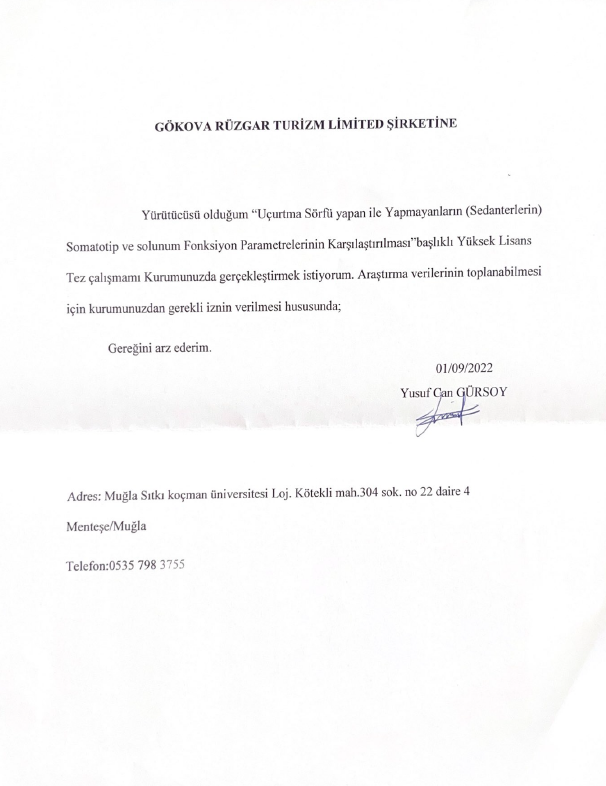 GÖKOVA RÜZGAR TURİZM LİMİTED ŞİRKETİNE
Yürütücüsü olduğum “Uçurtma Sörfü yapan ile Yapmayanların (Sedanterlerin)
Somatotip ve solunum Fonksiyon Parametrelerinin Karşılaştırılması”başlıklı Yüksek Lisans
Tez çalışmamı Kurumunuzda gerçekleştirmek istiyorum. Araştırma verilerinin toplanabilmesi
için kurumunuzdan gerekli iznin verilmesi hususunda;
Gereğini arz ederim.
01/09/2022
Yusuf Can GÜRSOY
Adres: Muğla Sıtkı koçman üniversitesi Loj. Kötekli mah.304 sok. no 22 daire 4
Menteşe/Muğla
Telefon:0535 798 3755